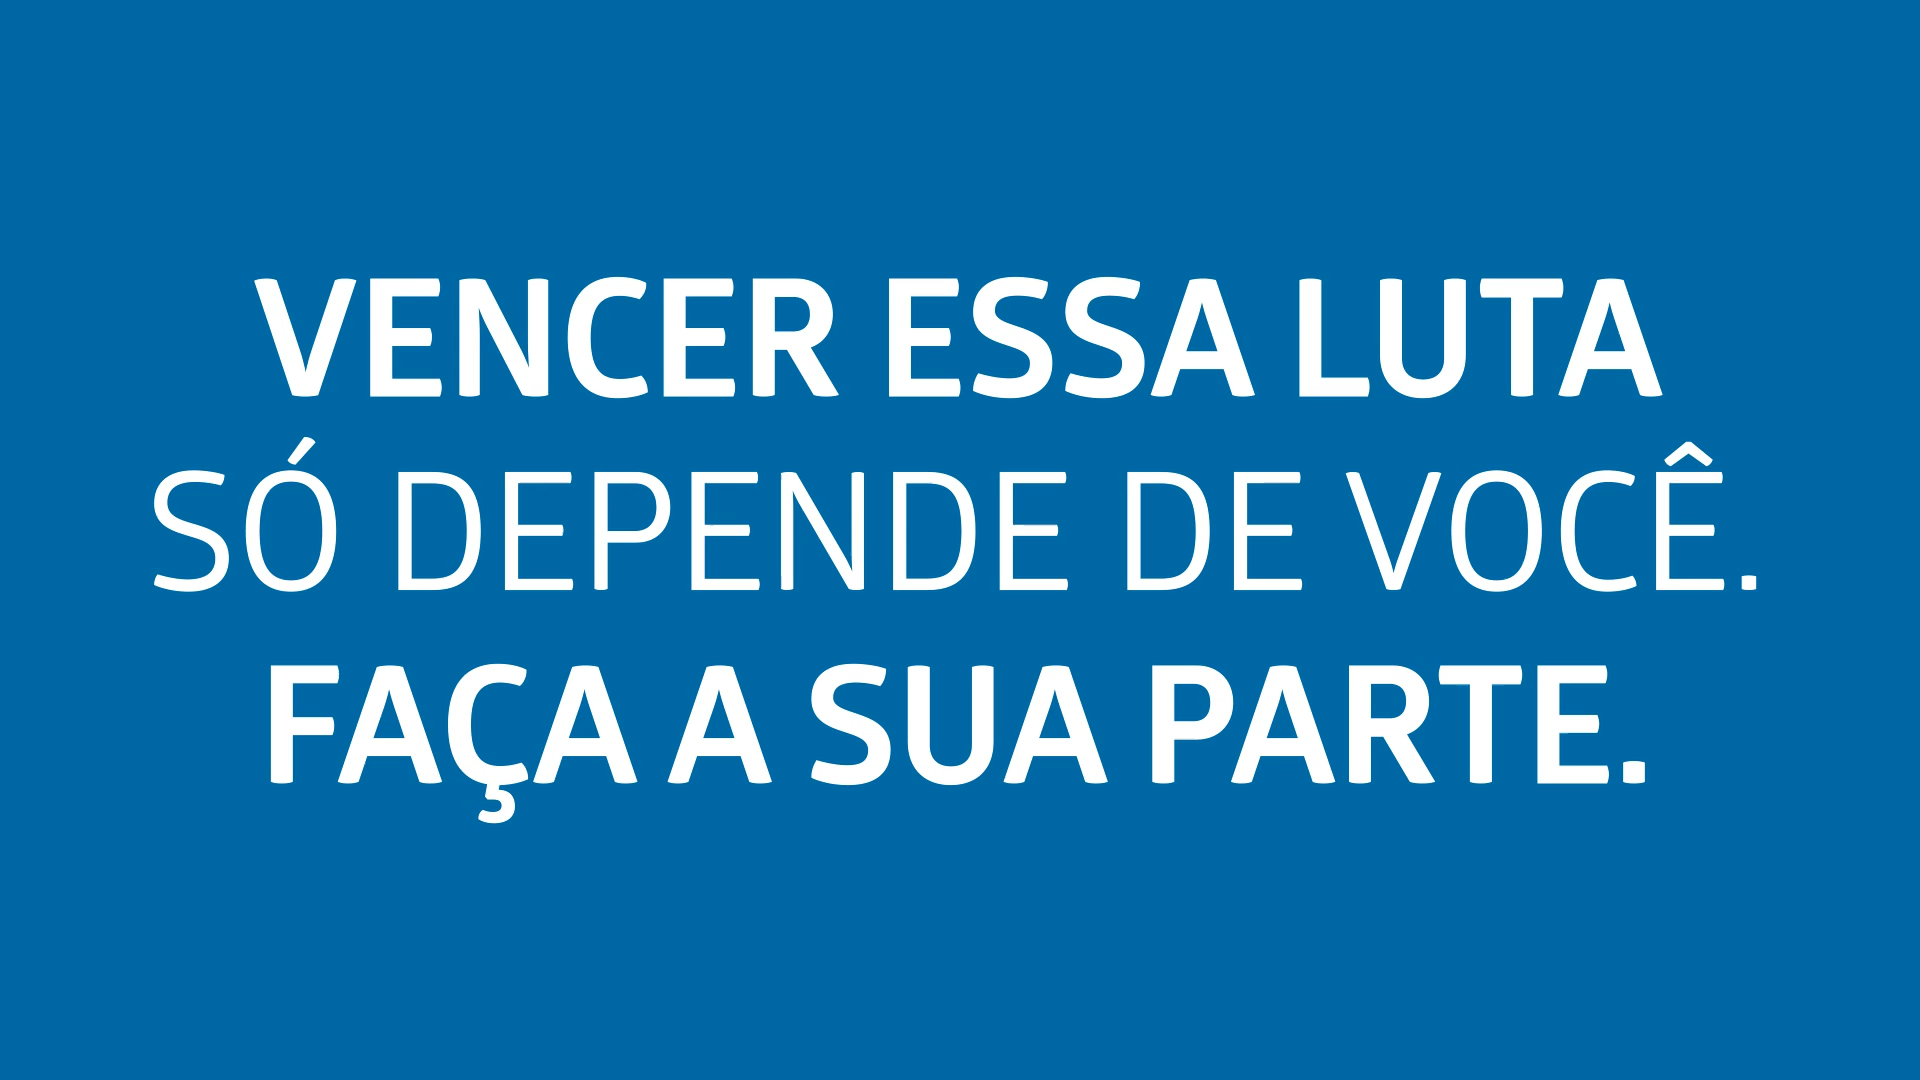 VENCER ESSA LUTA
SÓ DEPENDE DE VOCÊ.
FAÇA A SUA PARTE.